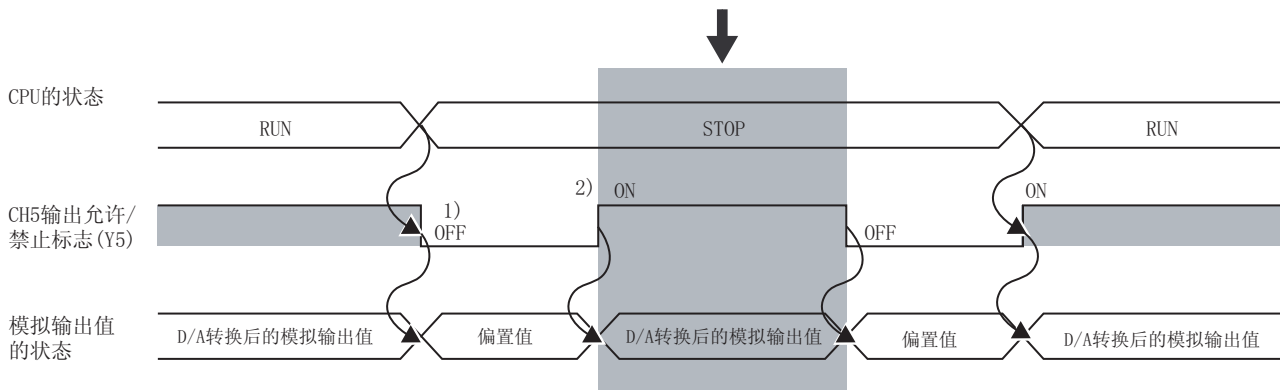 CPU的状态
RUN
STOP
RUN
CH5输出允许/
禁止标志(Y5)
1)
OFF
2)
ON
OFF
ON
模拟输出值
的状态
D/A转换后的模拟输出值
偏置值
D/A转换后的模拟输出值
偏置值
D/A转换后的模拟输出值